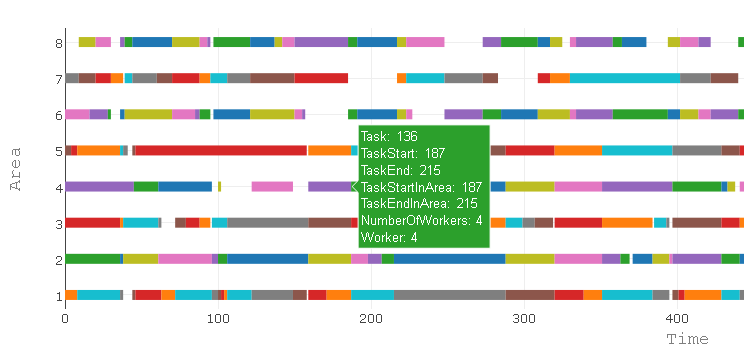 8
7
6
5
4
3
2
1
Area
Task: 136
TaskStart: 187
TaskEnd: 215
TaskStartInArea: 187
TaskEndInArea: 215
NumberOfWorkers: 4
Worker: 4
0 100 200 300 400
Time